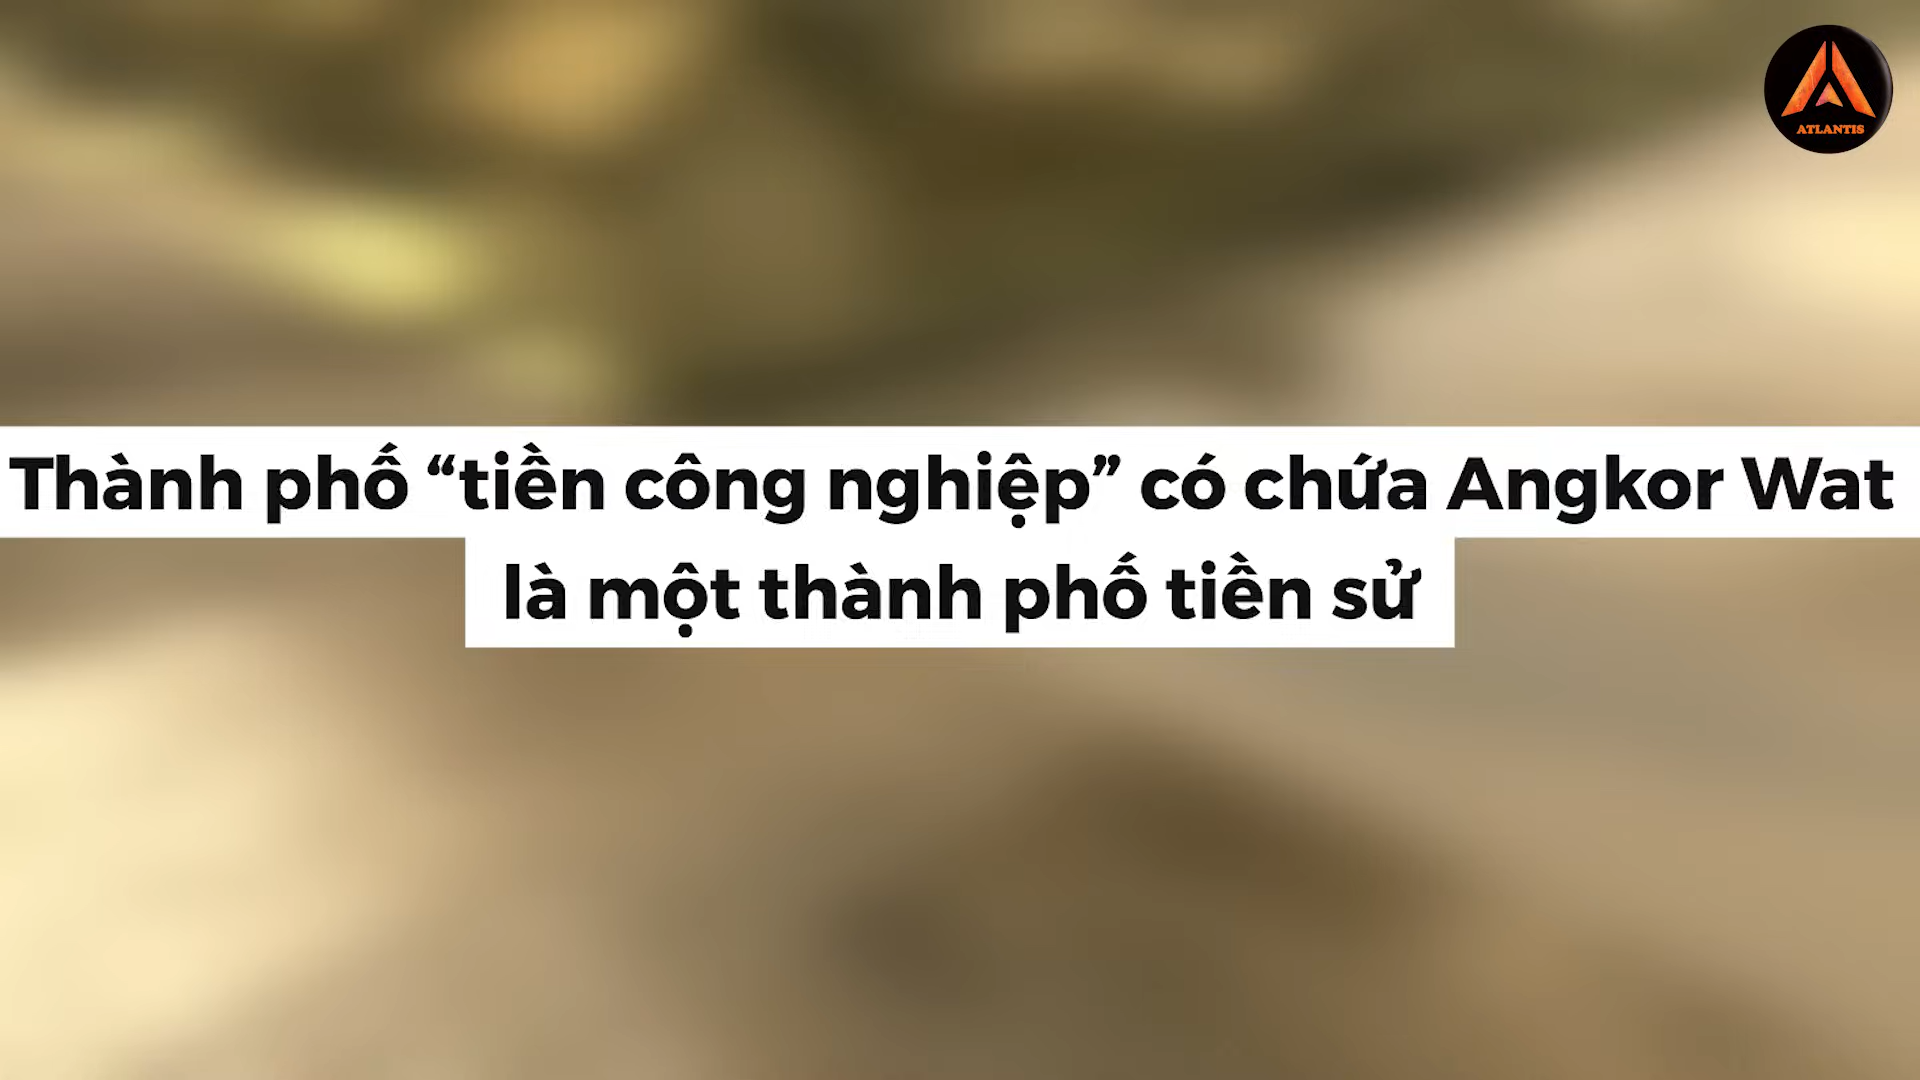 ATLANTIS
Thành phố “tiền công nghiệp” có chứa Angkor Wat
là một thành phố tiền sử